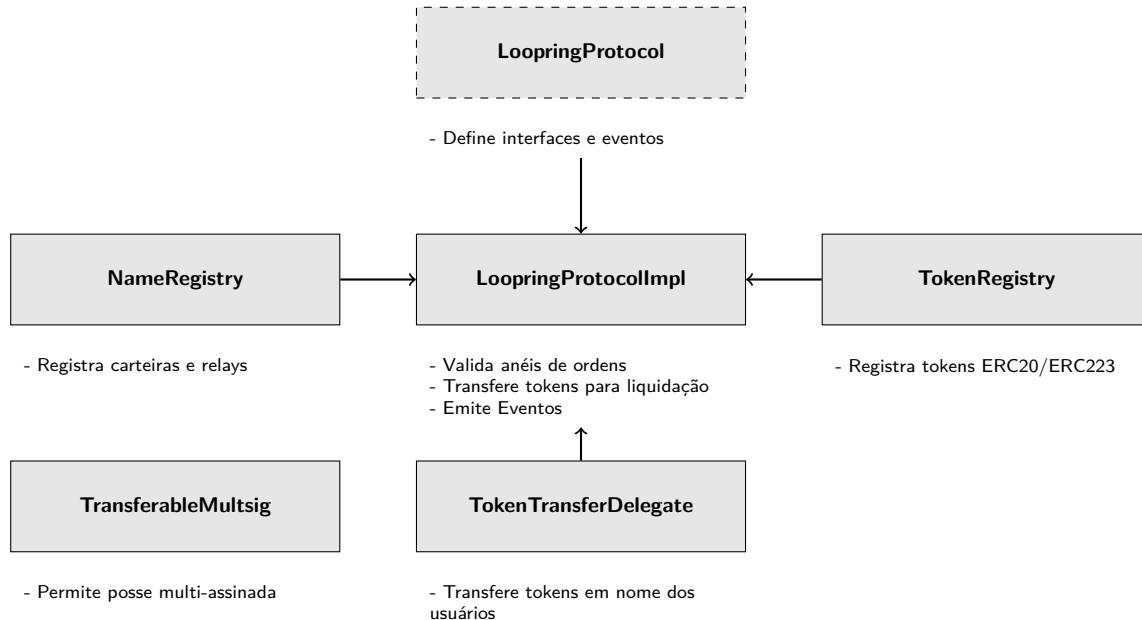 LoopringProtocol
- Define interfaces e eventos
NameRegistry
LoopringProtocolImpl
TokenRegistry
- Registra carteiras e relays
- Valida anéis de ordens
- Transfere tokens para liquidação
- Emite Eventos
- Registra tokens ERC20/ERC223
TransferableMultsig
TokenTransferDelegate
- Permite posse multi-assinada
- Transfere tokens em nome dos
usuários